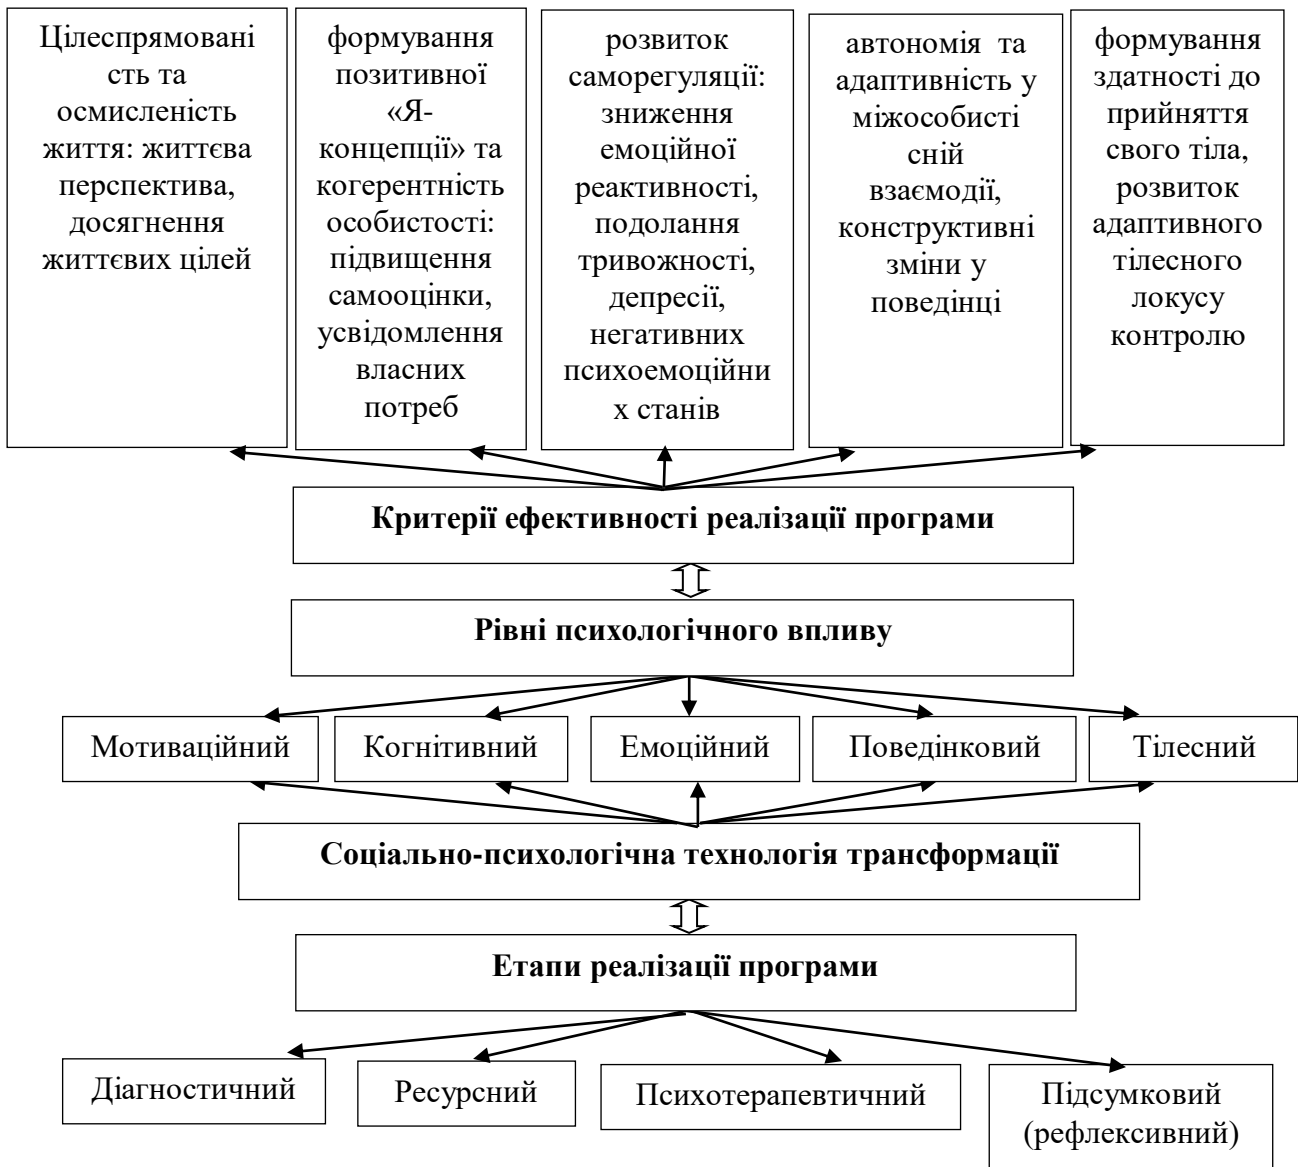 Цілеспрямовані
сть та
осмисленість
життя: життєва
перспектива,
досягнення
життєвих цілей
формування
позитивної
«Я-
концепції» та
когерентність
особистості:
підвищення
самооцінки,
усвідомлення
власних
потреб
розвиток
саморегуляції:
зниження
емоційної
реактивності,
подолання
тривожності,
депресії,
негативних
психоемоційни
х станів
автономія та
адаптивність у
міжособисті
сній
взаємодії,
конструктивні
зміни у
поведінці
формування
здатності до
прийняття
свого тіла,
розвиток
адаптивного
тілесного
локусу
контролю
Критерії ефективності реалізації програми
Рівні психологічного впливу
Мотиваційний
Когнітивний
Емоційний
Поведінковий
Тілесний
Соціально-психологічна технологія трансформації
Етапи реалізації програми
Діагностичний
Ресурсний
Психотерапевтичний
Підсумковий
(рефлексивний)